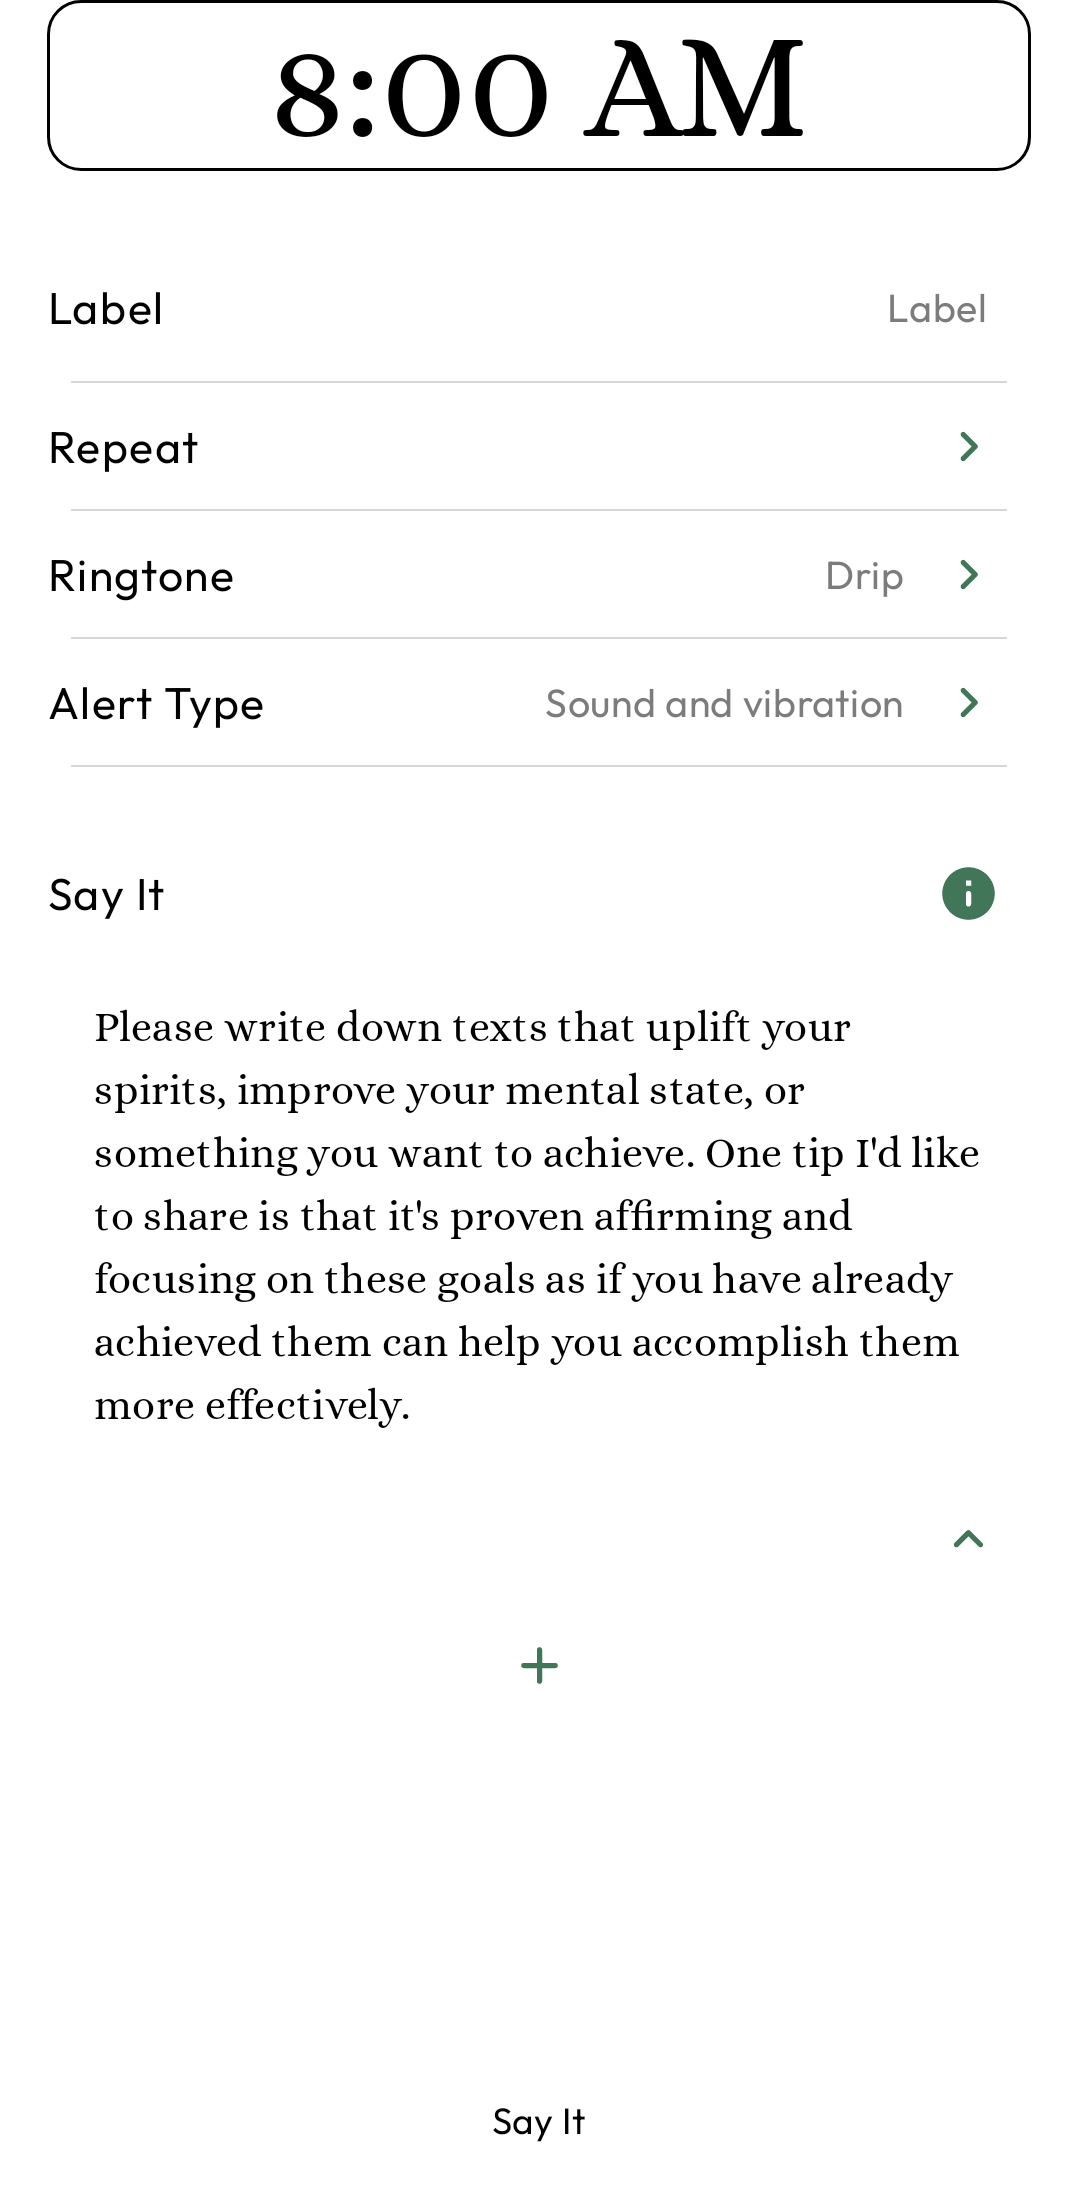 8:00 AM
Label Label
Repeat
Ringtone Drip
Alert Type Sound and vibration
Say It
Please write down texts that uplift your
spirits, improve your mental state, or
something you want to achieve. One tip I'd like
to share is that it's proven affirming and
focusing on these goals as if you have already
achieved them can help you accomplish them
more effectively.
Say It